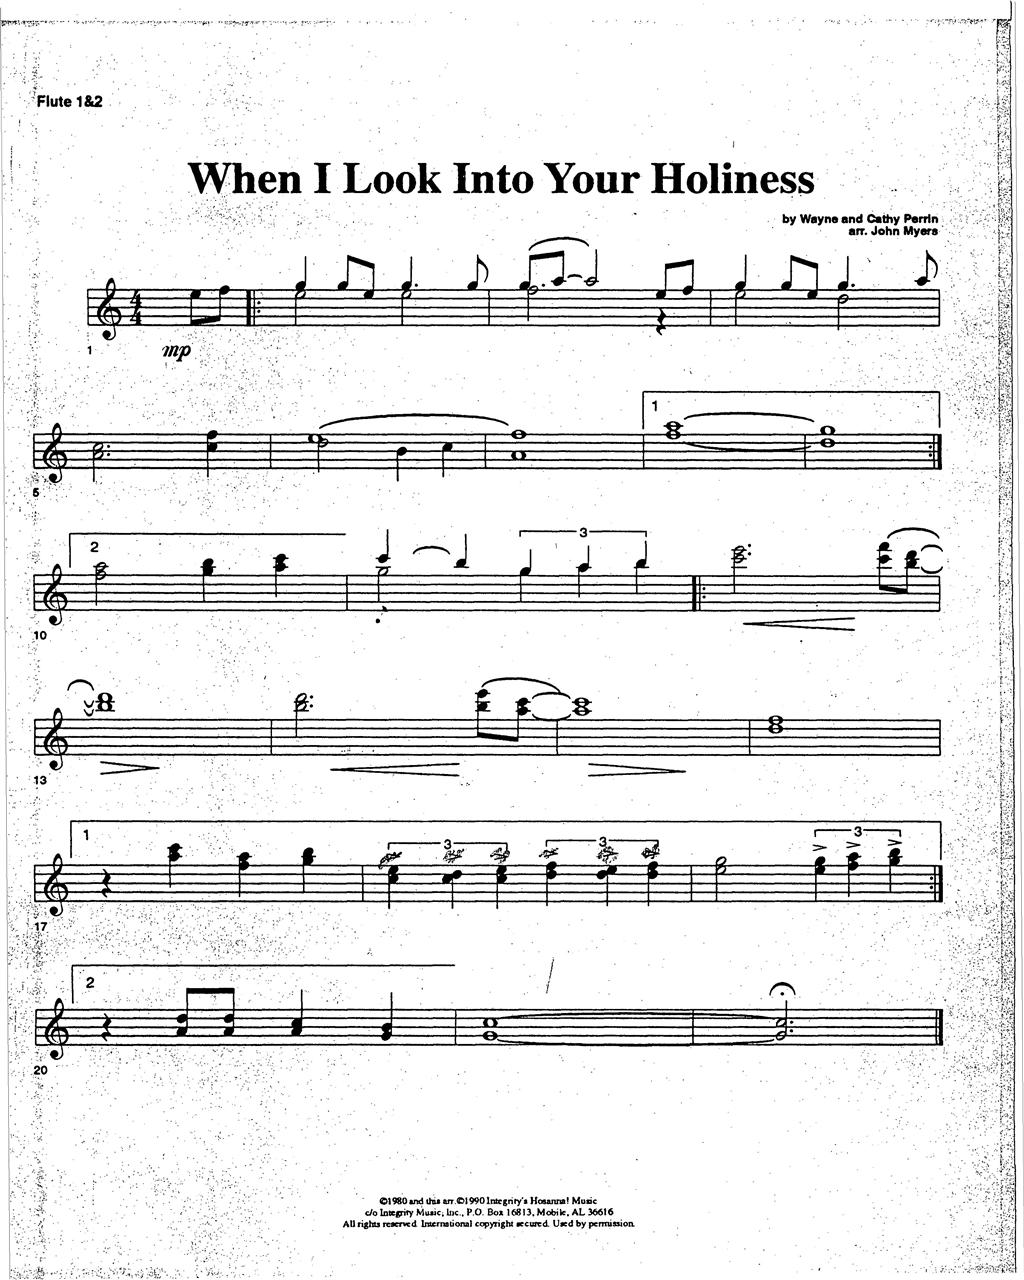 Flute 1&2
When I Look Into Your Holiness
by Wayne and Cathy Perrin
arr. John Myers
4
4
1
mp
1
5
2
3
10
13
1
3
3
3
17
2
20
©1980 and this arr.©1990 Integrity's Hosanna! Music
c/o Integrity Music, Inc., P.O. Box 16813, Mobile, AL 36616
All rights reserved. International copyright secured. Used by permission.